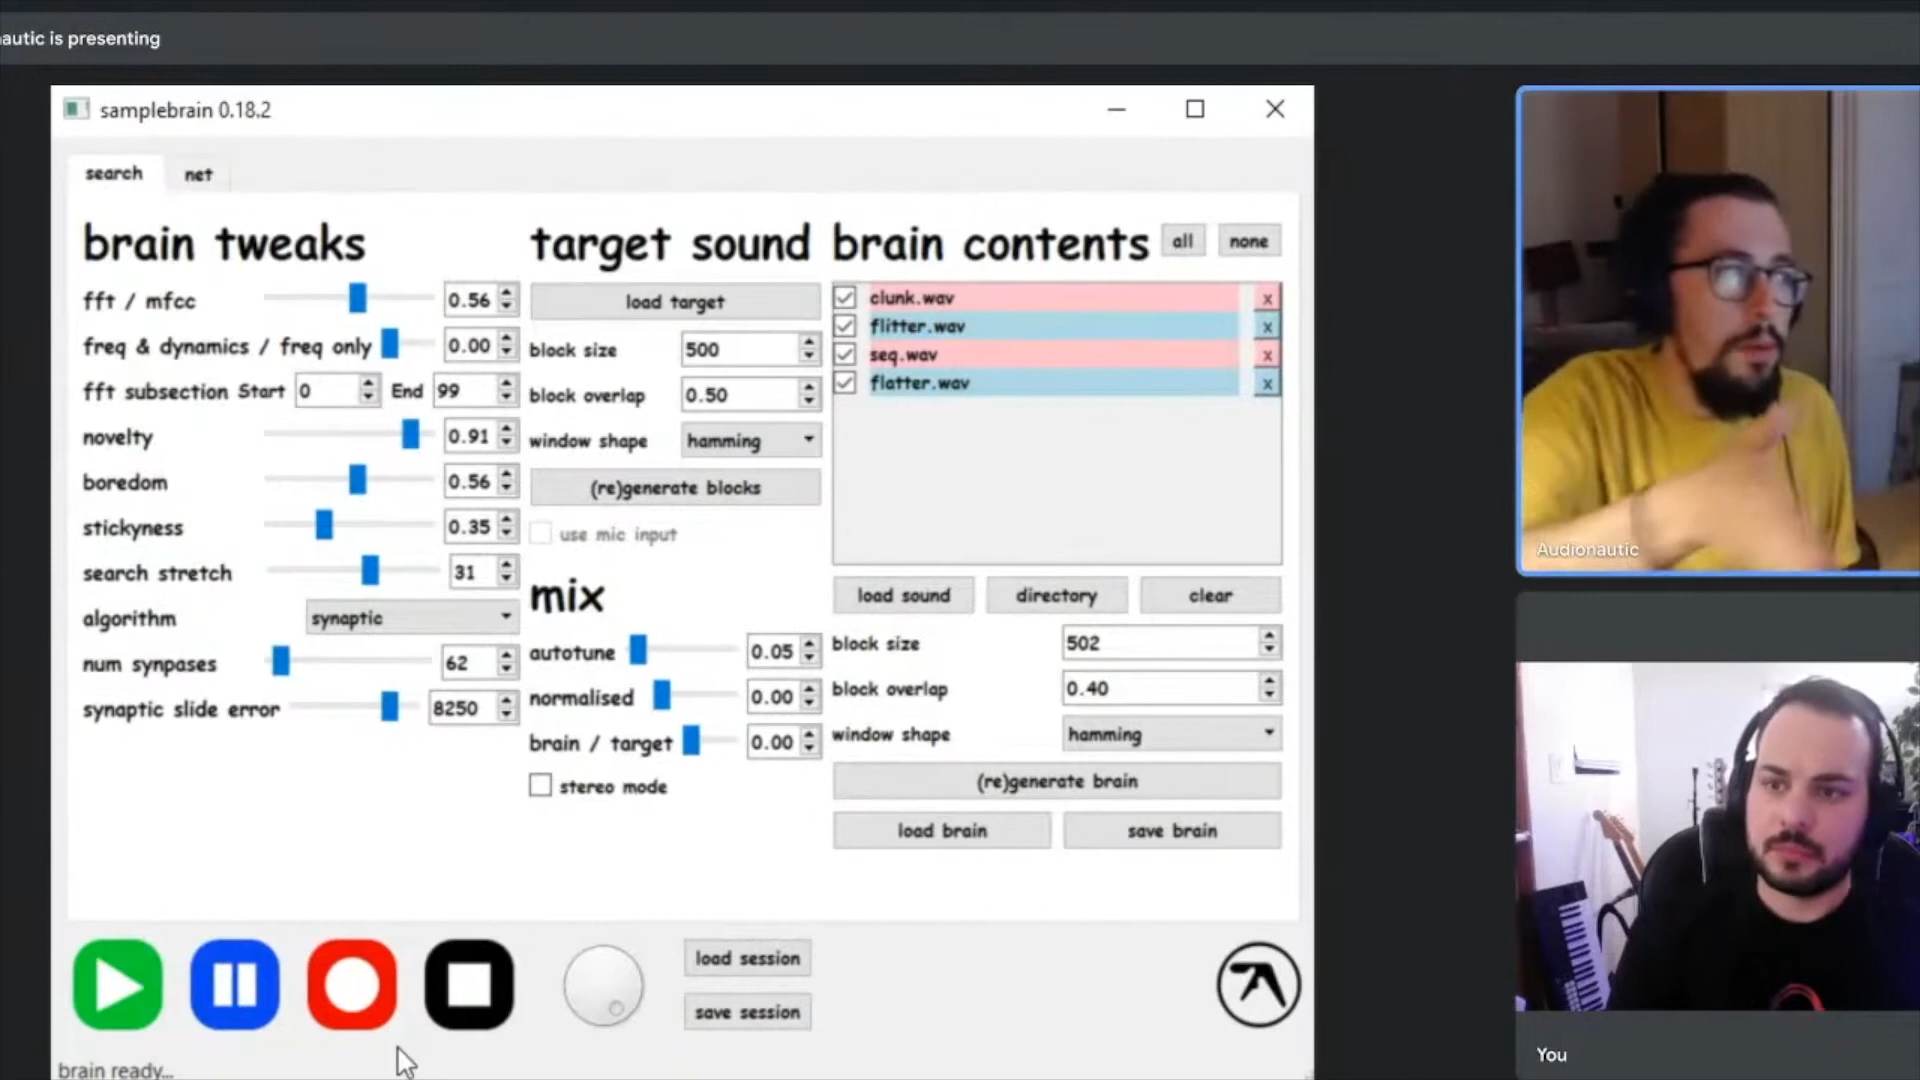 autic is presenting
samplebrain 0.18.2
search
net
brain tweaks
fft / mfcc
0.56
freq & dynamics / freq only
0.00
fft subsection Start
0
End
99
novelty
0.91
boredom
0.56
stickyness
0.35
search stretch
31
algorithm
synaptic
num synpases
62
synaptic slide error
8250
target sound
load target
block size
500
block overlap
0.50
window shape
hamming
(re)generate blocks
use mic input
mix
autotune
0.05
normalised
0.00
brain / target
0.00
stereo mode
brain contents
all
none
clunk.wav
x
flitter.wav
x
seq.wav
x
flatter.wav
x
load sound
directory
clear
block size
502
block overlap
0.40
window shape
hamming
(re)generate brain
load brain
save brain
load session
save session
brain ready...
Audionautic
You